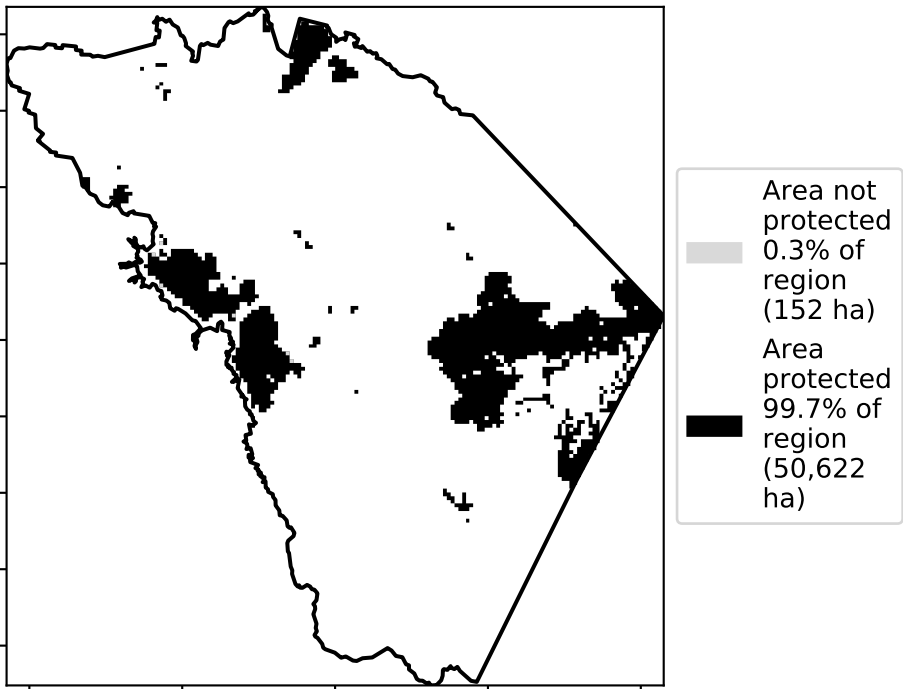 Area not
protected
0.3% of
region
(152 ha)
Area
protected
99.7% of
region
(50,622
ha)